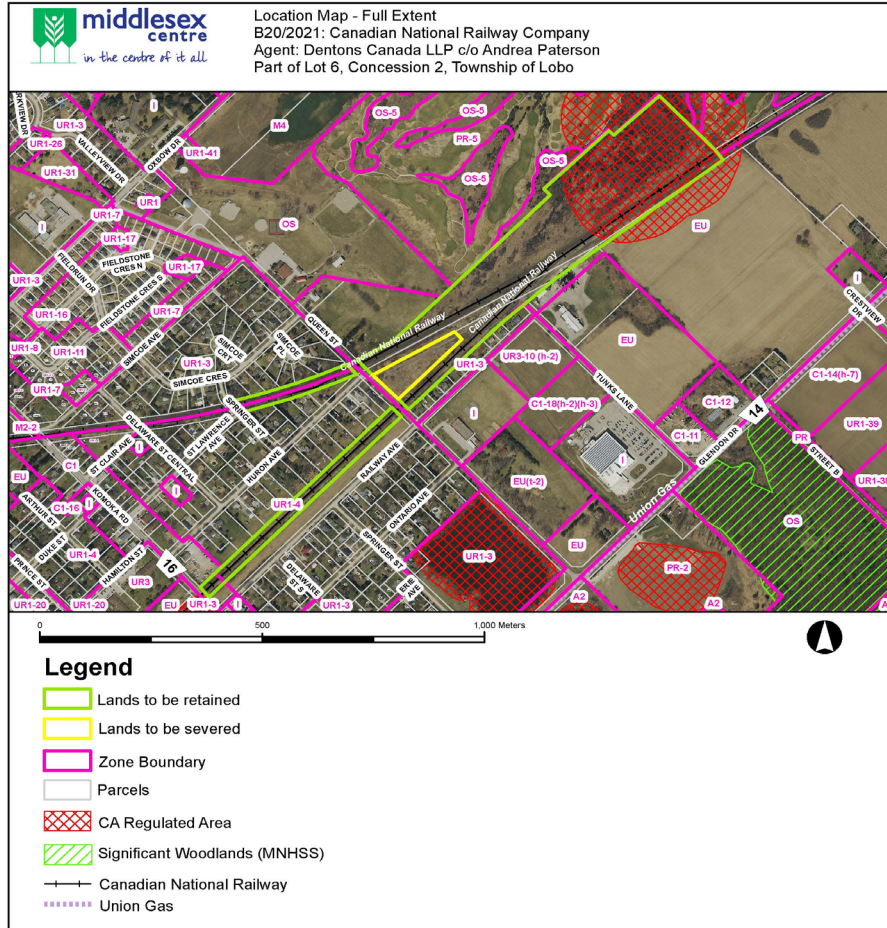 middlesex
centre
in the centre of it all
Location Map - Full Extent
B20/2021: Canadian National Railway Company
Agent: Dentons Canada LLP c/o Andrea Paterson
Part of Lot 6, Concession 2, Township of Lobo
UR1-3
I
M4
OS-5
OS-5
PR-5
OS-5
OS-5
UR1-26
VALLEYVIEW DR
OXBOW DR
UR1-41
UR1-31
UR1
UR1-7
I
OS
EU
UR1-17
FIELDSTONE
CRES N
UR1-17
FIELDRUN DR
FIELDSTONE CRES S
UR1-3
UR1-7
UR1-16
SIMCOE AVE
QUEEN ST
Canadian National Railway
Canadian National Railway
I
CRESTVIEW
DR
EU
UR1-8
UR1-11
UR1-3
SIMCOE
CRT
SIMCOE
PL
SIMCOE CRES
UR1-7
UR1-3
UR3-10 (h-2)
TUNKS LANE
C1-14(h-7)
C1-12
C1-18(h-2)(h-3)
14
M2-2
DELAWARE ST CENTRAL
SPRINGER ST
ST LAWRENCE
AVE
I
C1-11
GLENDON DR
PR
UR1-39
STREET B
C1
ST CLAIR AVE
I
HURON AVE
RAILWAY AVE
I
EU
C1-16
I
KOMOKA RD
I
UR1-4
EU(t-2)
Union Gas
ARTHUR ST
DUKE ST
UR1-4
ONTARIO AVE
OS
PRINCE ST
HAMILTON ST
16
UR3
SPRINGER ST
UR1-3
EU
PR-2
DELAWARE
ST S
ERIE
AVE
UR1-20
UR1-20
EU
UR1-3
I
UR1-3
A2
A2
0
500
1,000 Meters
Legend
Lands to be retained
Lands to be severed
Zone Boundary
Parcels
CA Regulated Area
Significant Woodlands (MNHSS)
Canadian National Railway
Union Gas